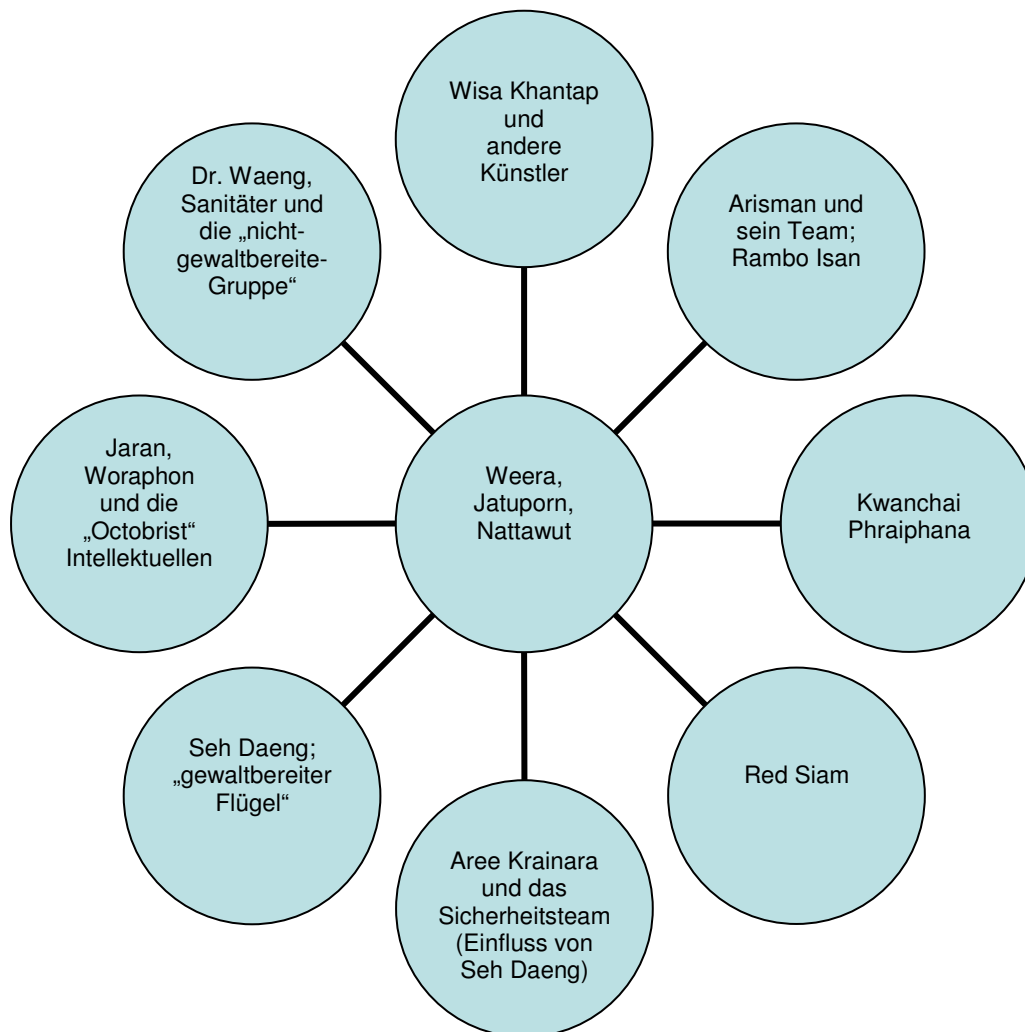 Wisa Khantap
und
andere
Künstler
Arisman und
sein Team;
Rambo Isan
Kwanchai
Phraiphana
Red Siam
Aree Krainara
und das
Sicherheitsteam
(Einfluss von
Seh Daeng)
Seh Daeng;
„gewaltbereiter
Flügel“
Jaran,
Woraphon
und die
„Octobrist“
Intellektuellen
Dr. Waeng,
Sanitäter und
die „nicht-
gewaltbereite-
Gruppe“
Weera,
Jatuporn,
Nattawut